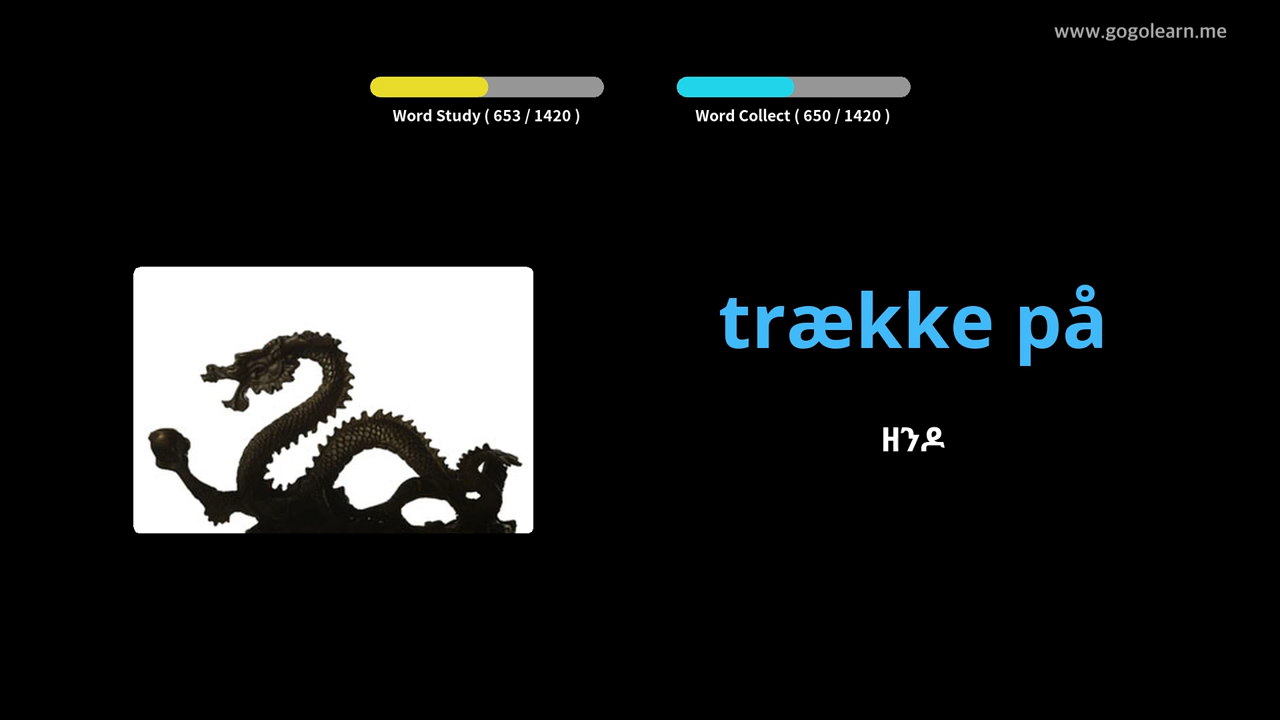 www.gogolearn.me
Word Study ( 653 / 1420 )
Word Collect ( 650 / 1420 )
trække på
ዘንዶ